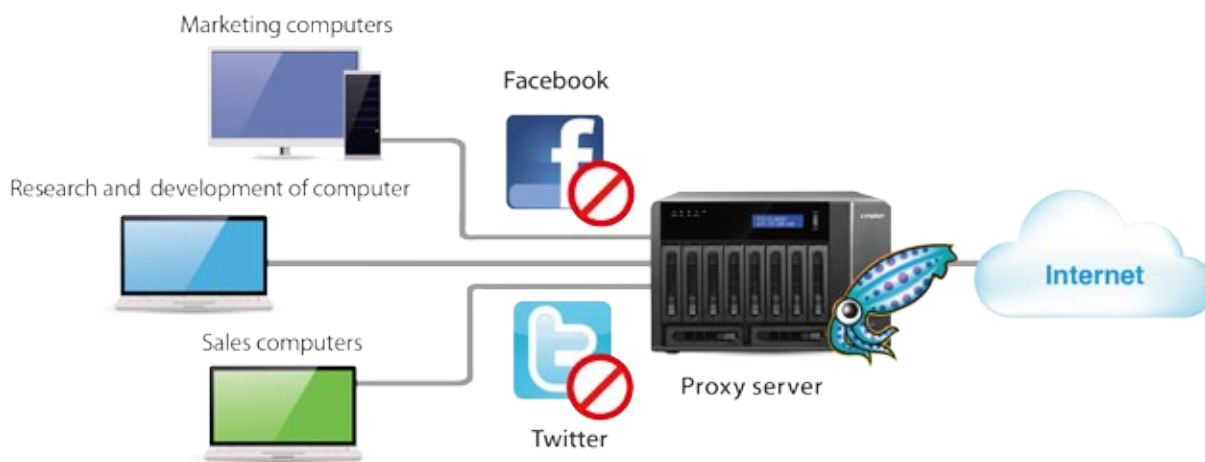 Marketing computers
Facebook
Research and development of computer
Internet
Sales computers
Proxy server
Twitter